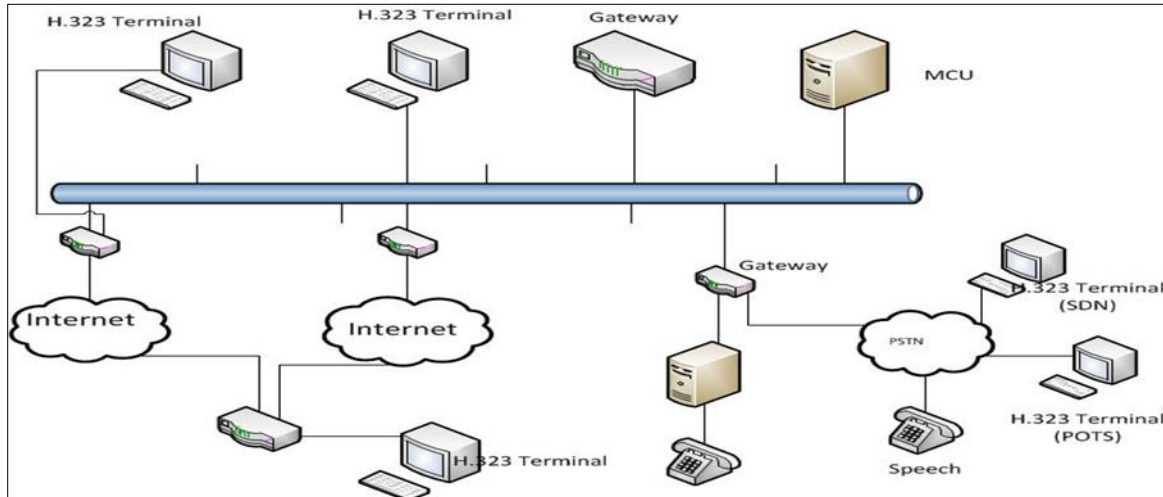 H.323 Terminal
H.323 Terminal
Gateway
MCU
Gateway
H.323 Terminal
(SDN)
Internet
Internet
PSTN
H.323 Terminal
(POTS)
H.323 Terminal
Speech